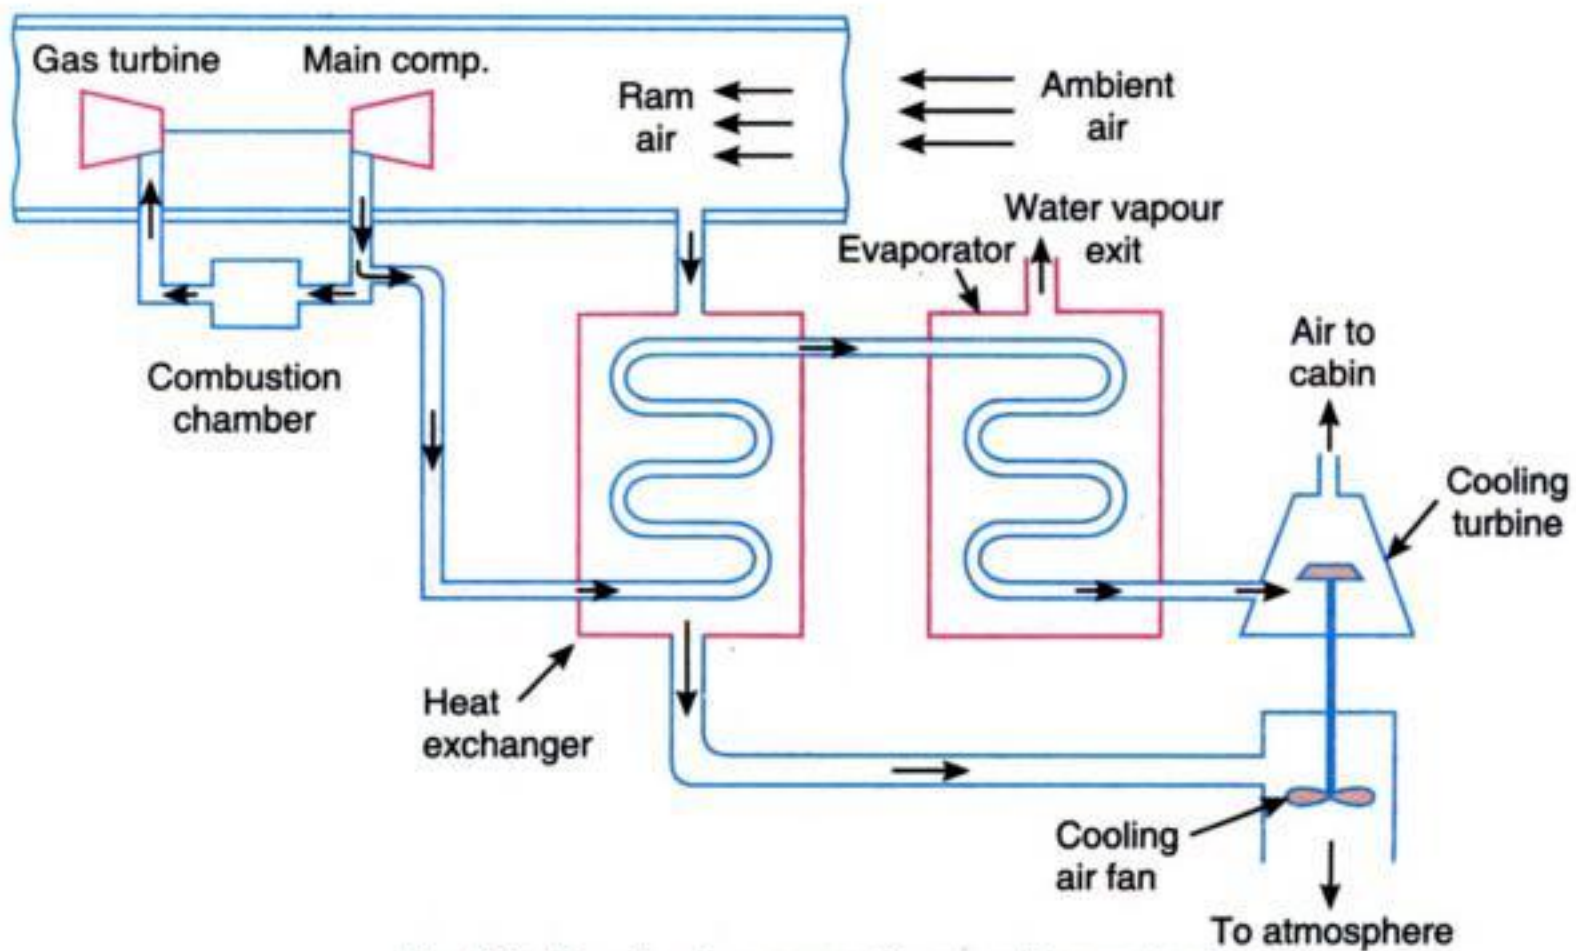 Gas turbine
Main comp.
Ram
air
Ambient
air
Water vapour
exit
Evaporator
Combustion
chamber
Air to
cabin
Cooling
turbine
Heat
exchanger
Cooling
air fan
To atmosphere